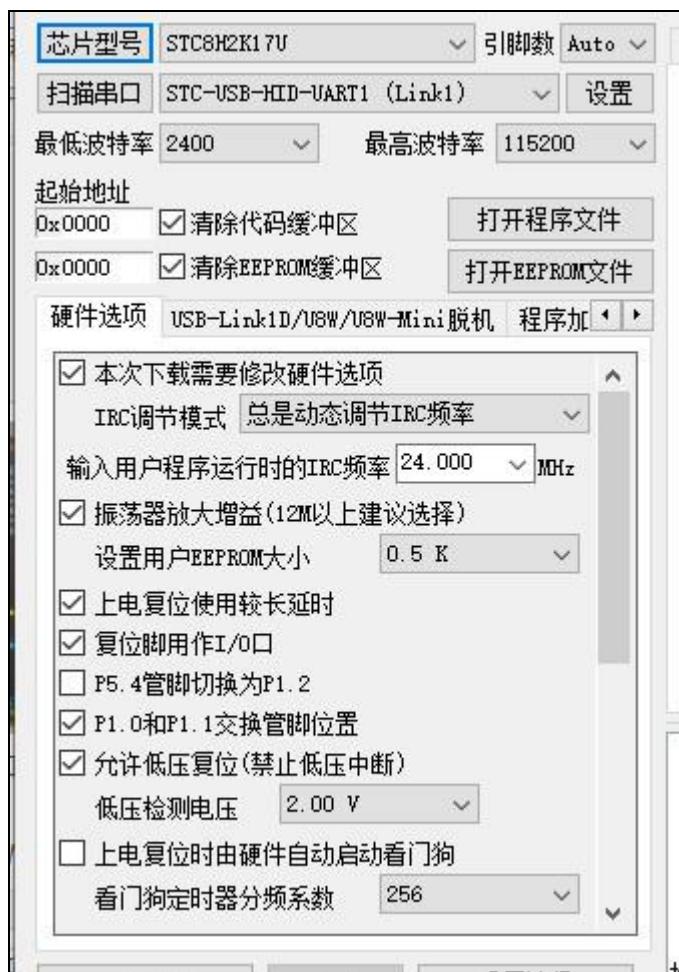 芯片型号 STC8H2K17U 引脚数 Auto
扫描串口 STC-USB-HID-UART1 (Link1) 设置
最低波特率 2400 最高波特率 115200
起始地址
0x0000 清除代码缓冲区 打开程序文件
0x0000 清除EEPROM缓冲区 打开EEPROM文件
硬件选项 USB-Link1D/U8W/U8W-Mini脱机 程序加
本次下载需要修改硬件选项
IRC调节模式 总是动态调节IRC频率
输入用户程序运行时的IRC频率 24.000 MHz
振荡器放大增益(12M以上建议选择)
设置用户EEPROM大小 0.5 K
上电复位使用较长延时
复位脚用作I/O口
P5.4管脚切换为P1.2
P1.0和P1.1交换管脚位置
允许低压复位(禁止低压中断)
低压检测电压 2.00 V
上电复位时由硬件自动启动看门狗
看门狗定时器分频系数 256